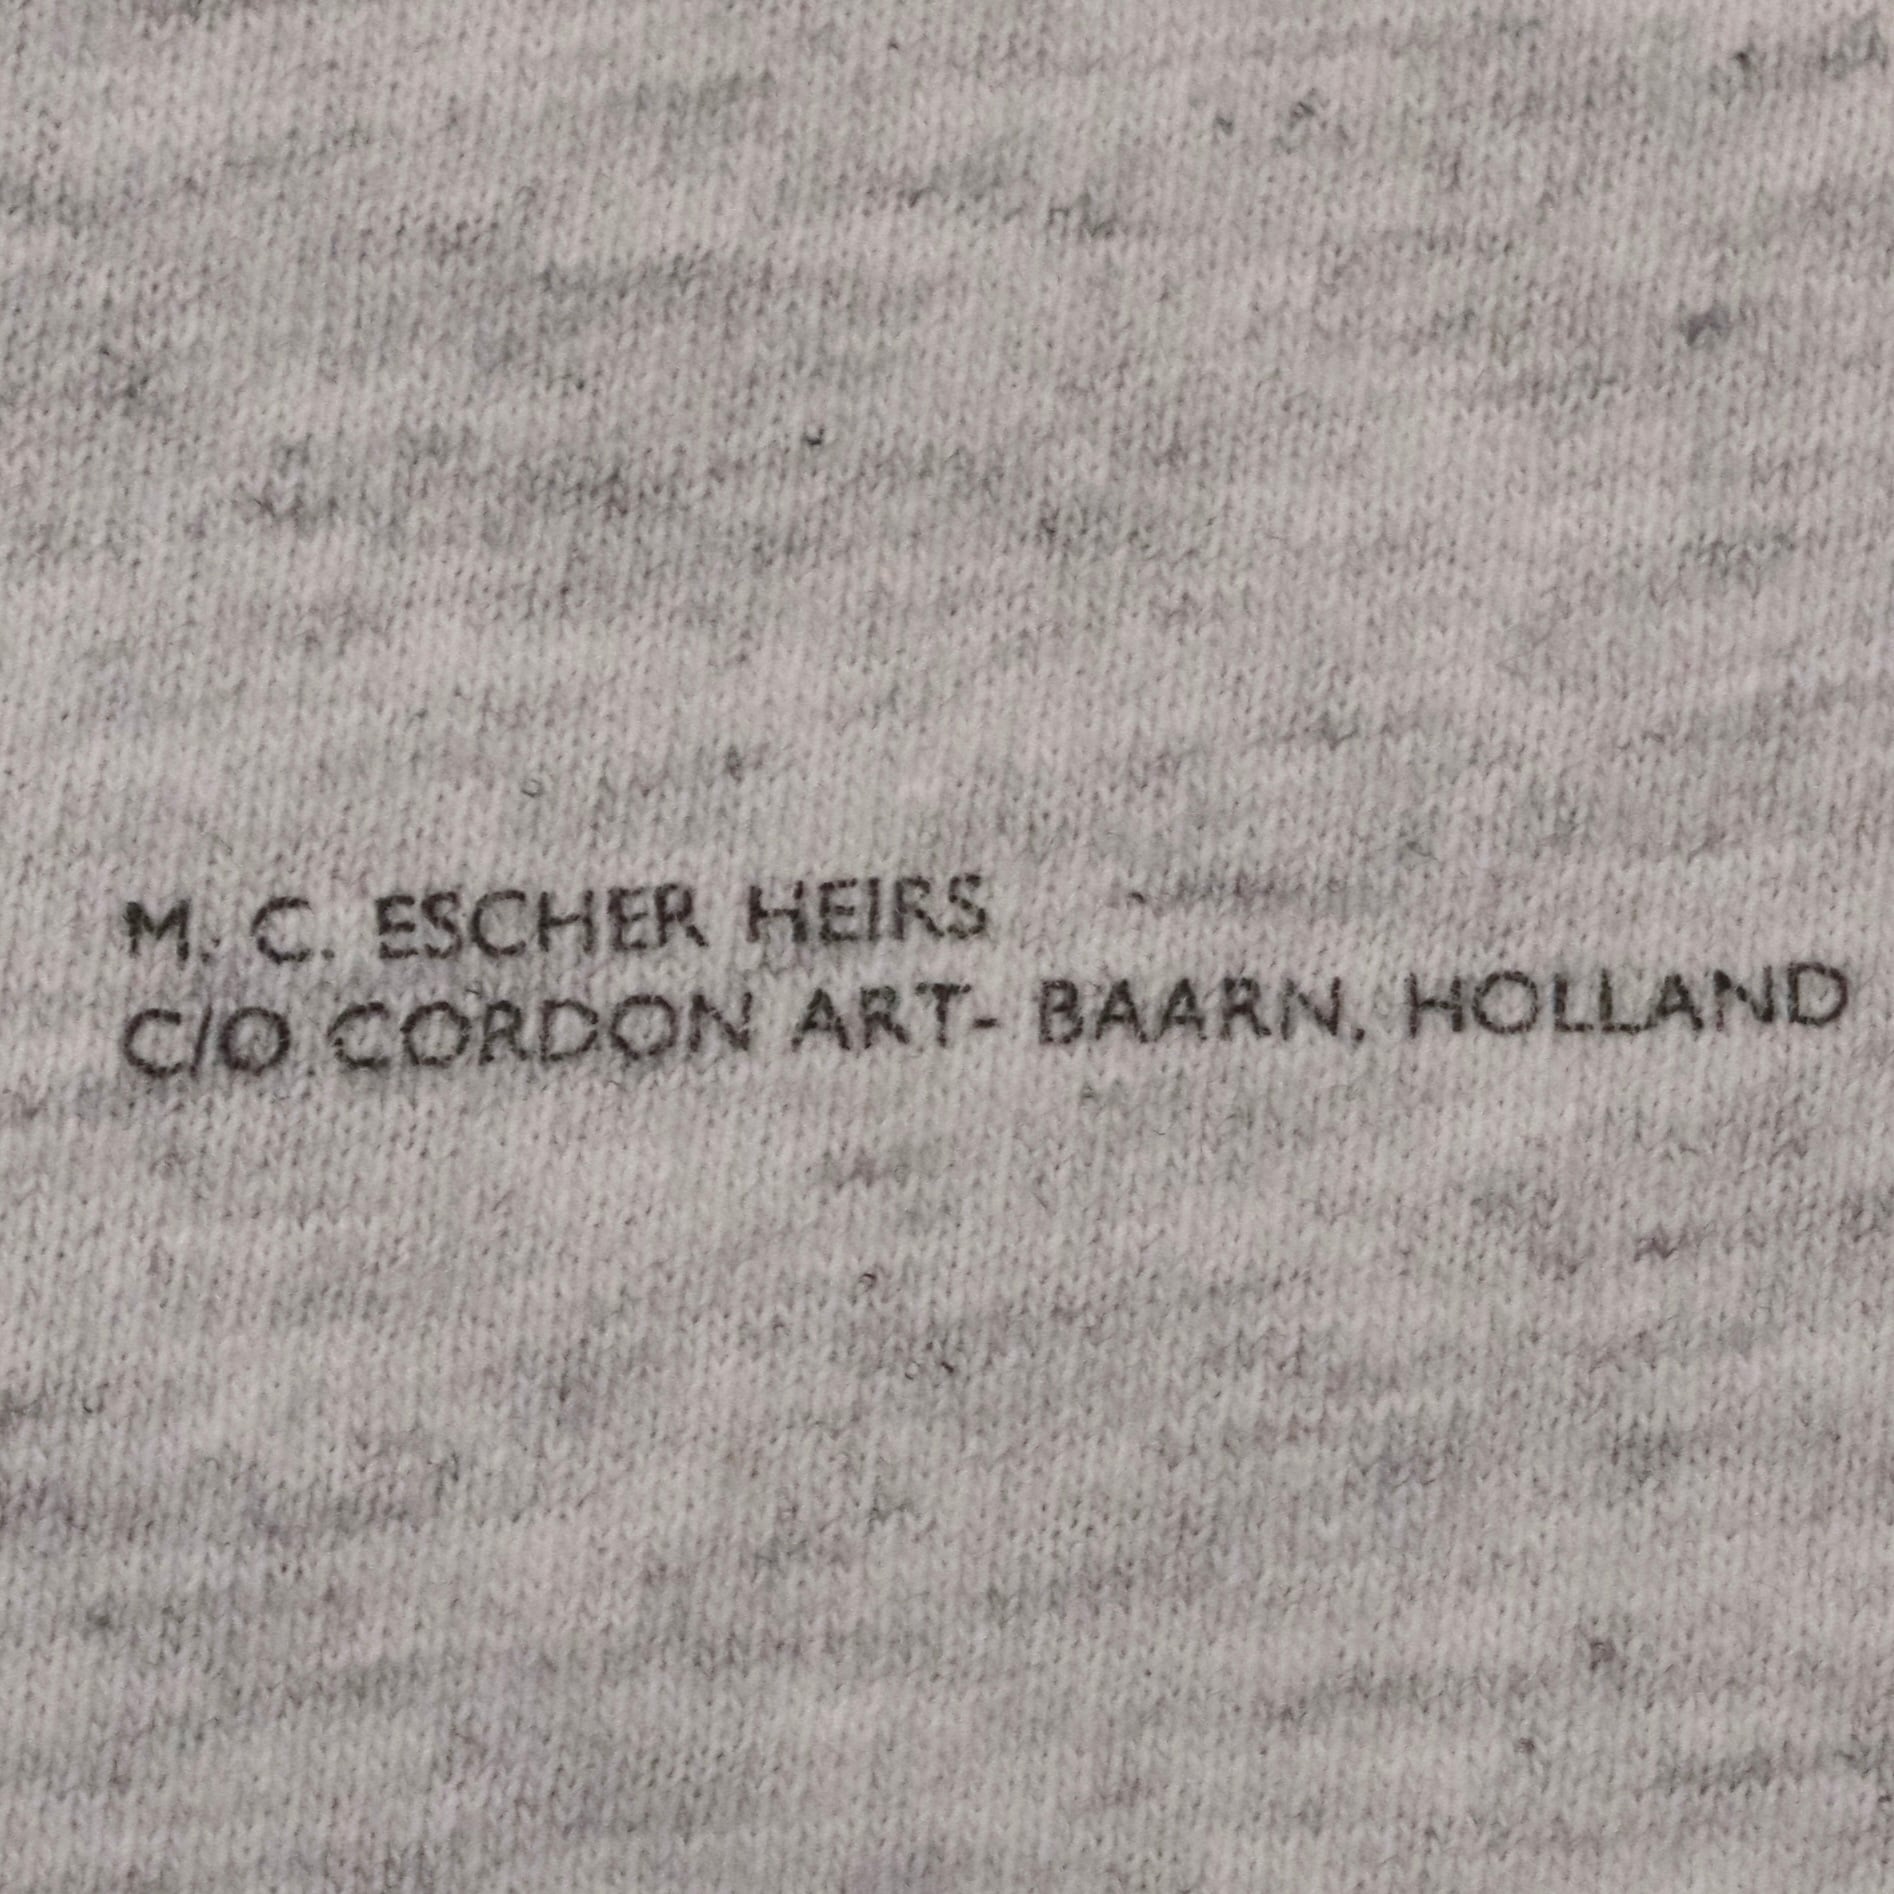 M. C. ESCHER HEIRS
C/O CORDON ART- BAARN, HOLLAND